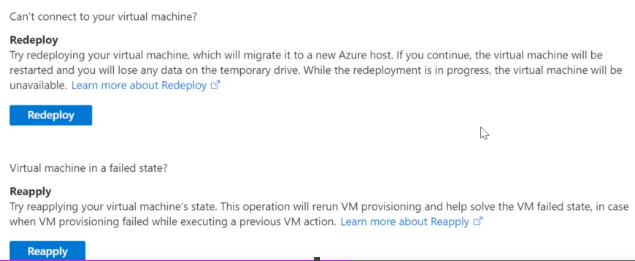 Can't connect to your virtual machine?
Redeploy
Try redeploying your virtual machine, which will migrate it to a new Azure host. If you continue, the virtual machine will be
restarted and you will lose any data on the temporary drive. While the redeployment is in progress, the virtual machine will be
unavailable. Learn more about Redeploy
Redeploy
Virtual machine in a failed state?
Reapply
Try reapplying your virtual machine's state. This operation will rerun VM provisioning and help solve the VM failed state, in case
when VM provisioning failed while executing a previous VM action. Learn more about Reapply
Reapply